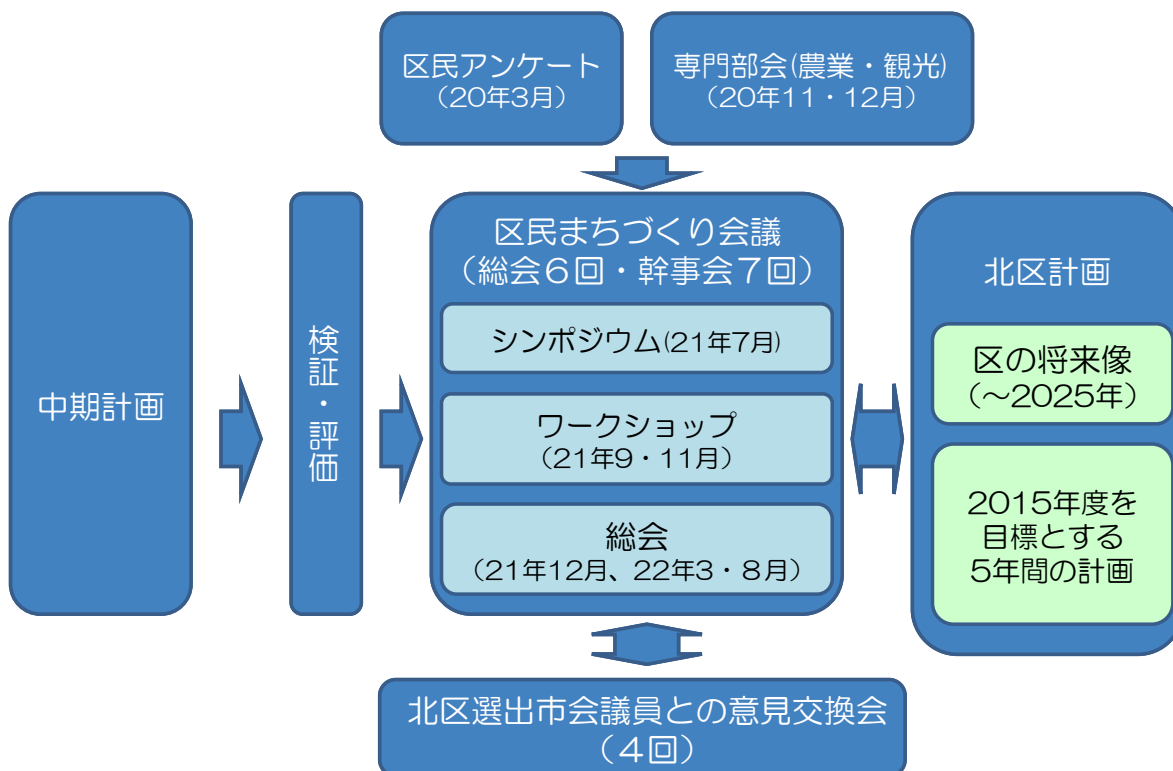 区民アンケート
（20年3月）
専門部会(農業・観光)
（20年11・12月）
中期計画
検証・評価
区民まちづくり会議
（総会６回・幹事会７回）
シンポジウム(21年7月)
ワークショップ
（21年9・11月）
総会
（21年12月、22年3・８月）
北区計画
区の将来像
（～2025年）
2015年度を
目標とする
5年間の計画
北区選出市会議員との意見交換会
（４回）